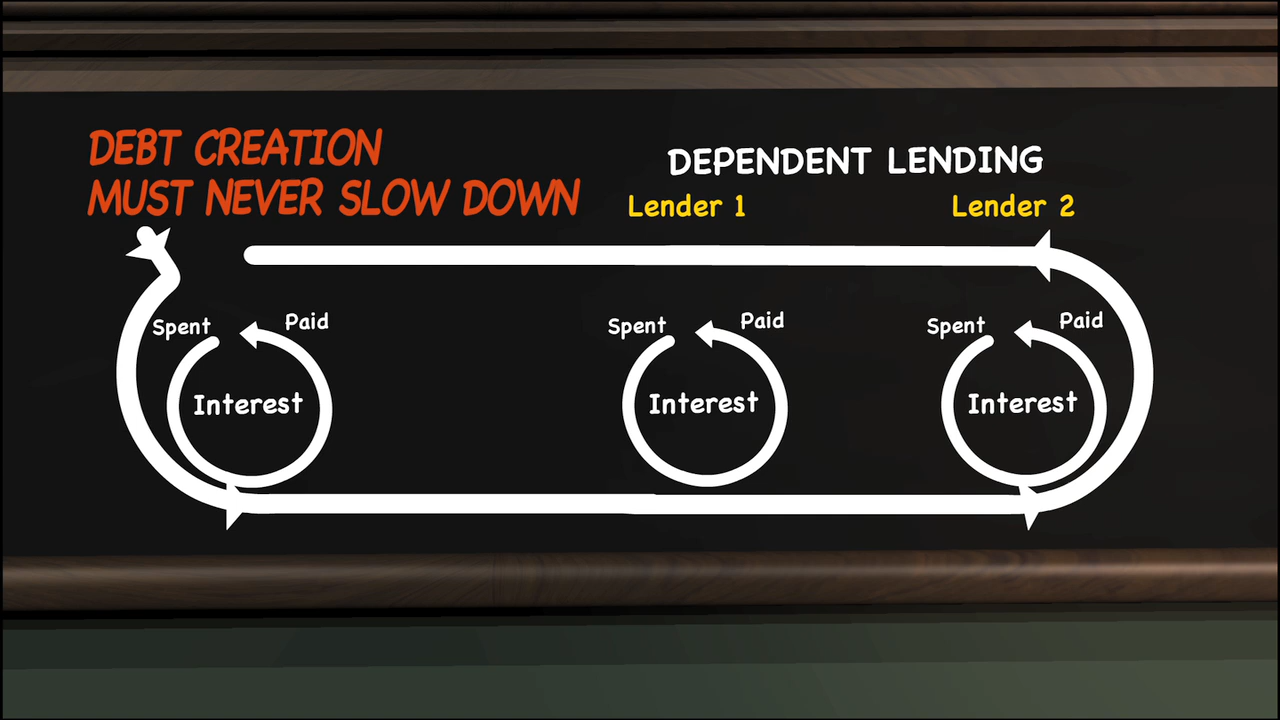 DEBT CREATION
MUST NEVER SLOW DOWN
DEPENDENT LENDING
Lender 1
Lender 2
Spent
Paid
Interest
Spent
Paid
Interest
Spent
Paid
Interest